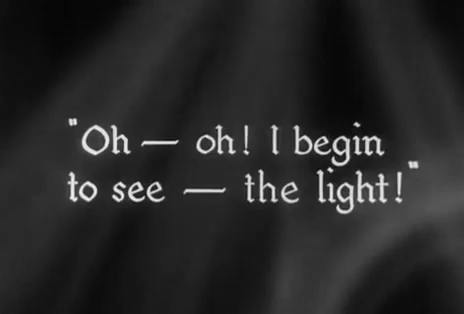 "Oh — oh! I begin
to see — the light!"